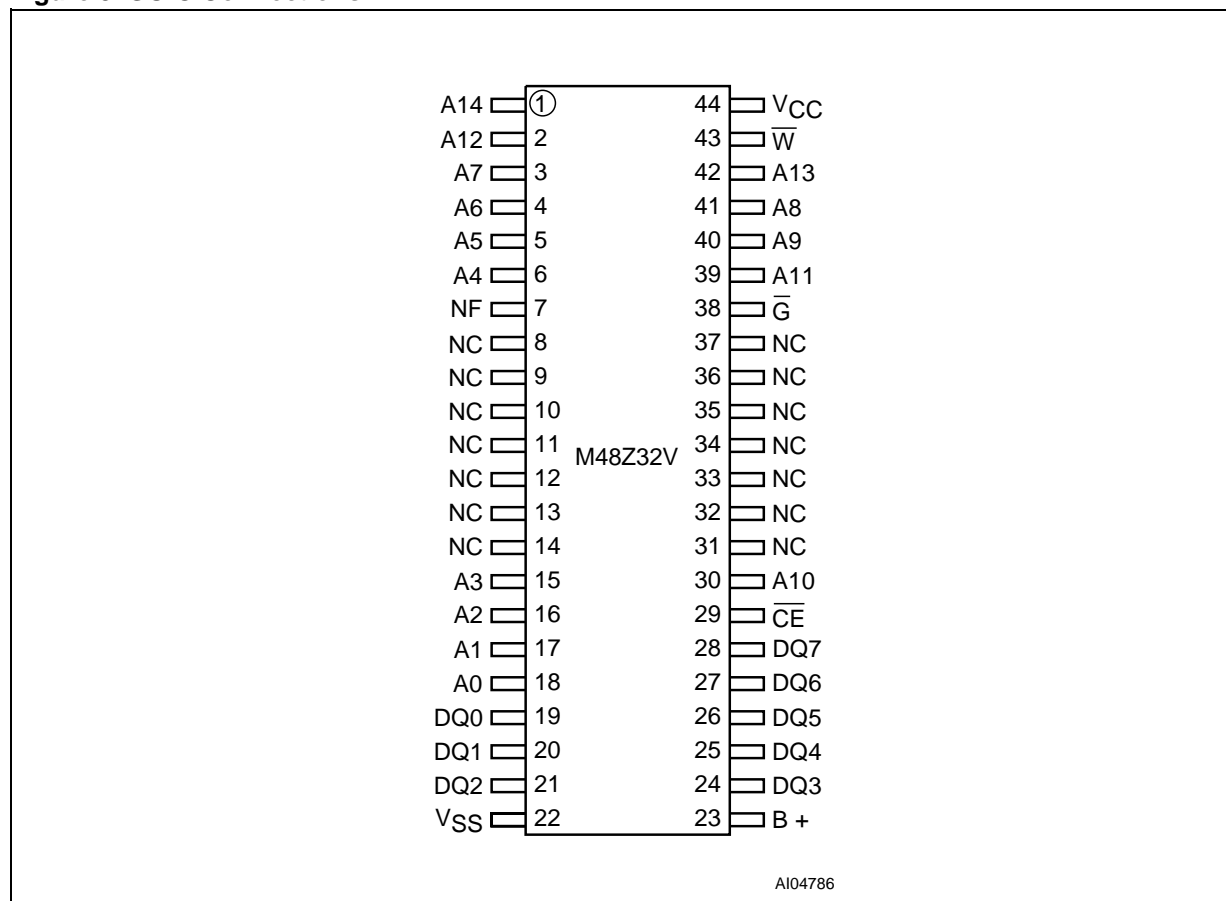 A14 1 44 VCC
A12 2 43 W
A7 3 42 A13
A6 4 41 A8
A5 5 40 A9
A4 6 39 A11
NF 7 38 G
NC 8 37 NC
NC 9 36 NC
NC 10 35 NC
NC 11 34 NC
M48Z32V
NC 12 33 NC
NC 13 32 NC
NC 14 31 NC
A3 15 30 A10
A2 16 29 CE
A1 17 28 DQ7
A0 18 27 DQ6
DQ0 19 26 DQ5
DQ1 20 25 DQ4
DQ2 21 24 DQ3
VSS 22 23 B +
AI04786